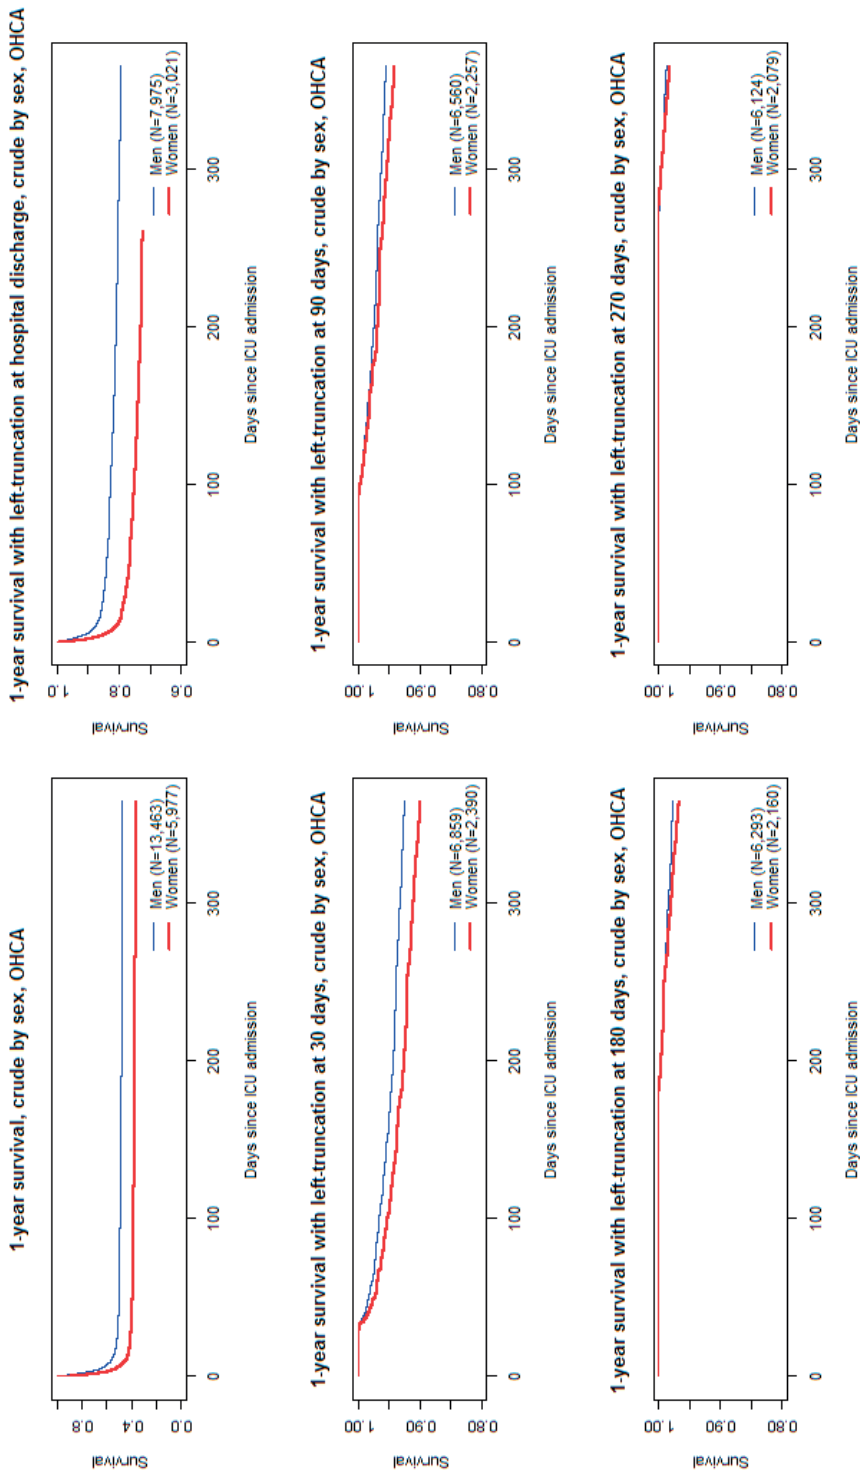 1-year survival, crude by sex, OHCA
Survival
0.8
0.4
0.0
Men (N=13,463)
Women (N=5,977)
0 100 200 300
Days since ICU admission
1-year survival with left-truncation at hospital discharge, crude by sex, OHCA
Survival
1.0
0.8
0.6
Men (N=7,975)
Women (N=3,021)
0 100 200 300
Days since ICU admission
1-year survival with left-truncation at 30 days, crude by sex, OHCA
Survival
1.00
0.90
0.80
Men (N=6,859)
Women (N=2,390)
0 100 200 300
Days since ICU admission
1-year survival with left-truncation at 90 days, crude by sex, OHCA
Survival
1.00
0.90
0.80
Men (N=6,560)
Women (N=2,257)
0 100 200 300
Days since ICU admission
1-year survival with left-truncation at 180 days, crude by sex, OHCA
Survival
1.00
0.90
0.80
Men (N=6,293)
Women (N=2,160)
0 100 200 300
Days since ICU admission
1-year survival with left-truncation at 270 days, crude by sex, OHCA
Survival
1.00
0.90
0.80
Men (N=6,124)
Women (N=2,079)
0 100 200 300
Days since ICU admission